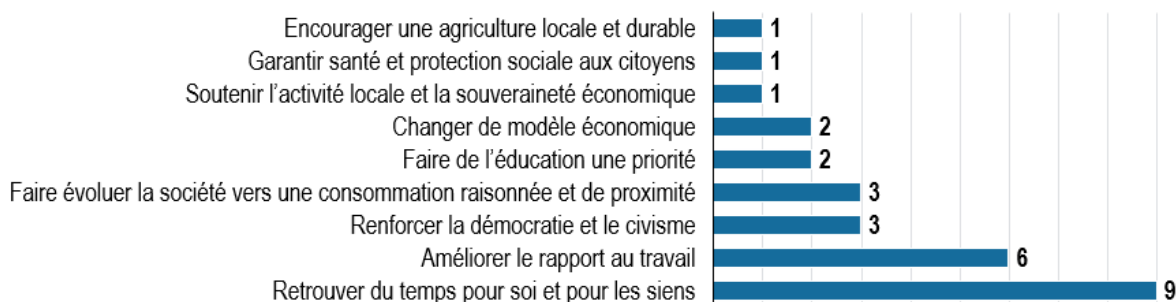 Encourager une agriculture locale et durable 1
Garantir santé et protection sociale aux citoyens 1
Soutenir l'activité locale et la souveraineté économique 1
Changer de modèle économique 2
Faire de l'éducation une priorité 2
Faire évoluer la société vers une consommation raisonnée et de proximité 3
Renforcer la démocratie et le civisme 3
Améliorer le rapport au travail 6
Retrouver du temps pour soi et pour les siens 9